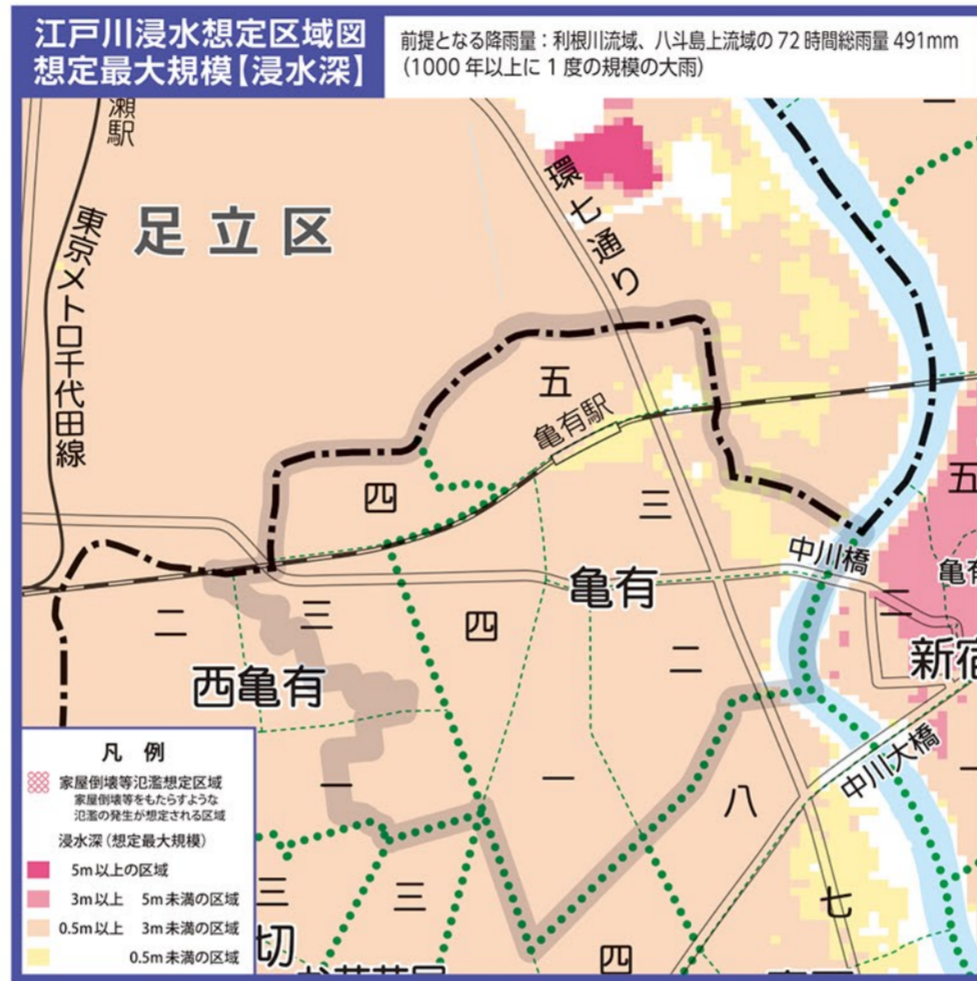 江戸川浸水想定区域図
想定最大規模【浸水深】
前提となる降雨量：利根川流域、八斗島上流域の72時間総雨量 491mm
（1000年以上に1度の規模の大雨）
瀬駅
足立区
東京メトロ千代田線
環七通り
五
亀有駅
四
三
五
中川橋
亀有
二
三
四
亀有
二
二
新宿
西亀有
中川大橋
一
一
八
一
三
三
七
切
四
凡 例
家屋倒壊等氾濫想定区域
家屋倒壊等をもたらすような
氾濫の発生が想定される区域
浸水深（想定最大規模）
5m以上の区域
3m以上 5m未満の区域
0.5m以上 3m未満の区域
0.5m未満の区域